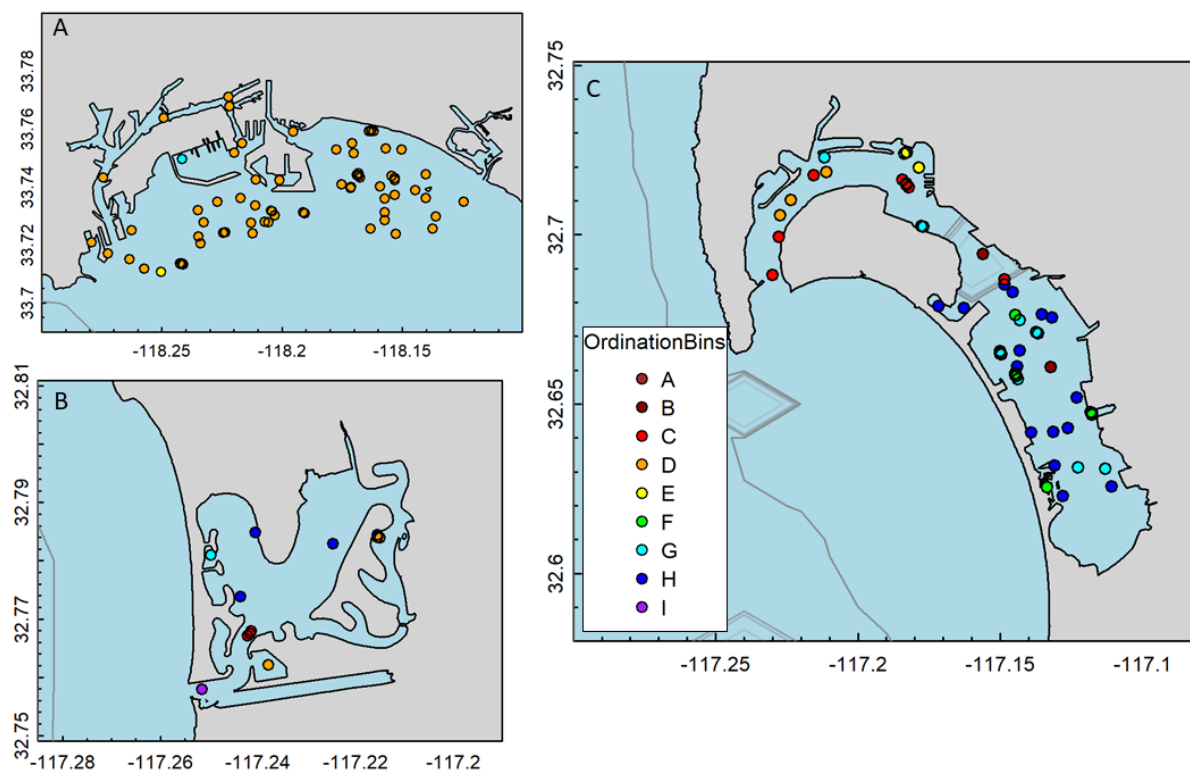 A
33.78
33.76
33.74
33.72
33.7
-118.25
-118.2
-118.15
B
32.81
32.79
32.77
32.75
-117.28
-117.26
-117.24
-117.22
-117.2
C
32.75
32.7
32.65
32.6
-117.25
-117.2
-117.15
-117.1
OrdinationBins
A
B
C
D
E
F
G
H
I